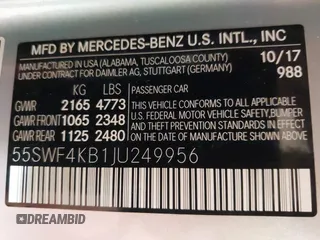 MFD BY MERCEDES-BENZ U.S. INTL., INC
MADE IN USA (ALABAMA, TUSCALOOSA COUNTY) 10/17
UNDER CONTRACT FOR DAIMLER AG, STUTTGART (GERMANY) 988
KG LBS PASSENGER CAR
GVWR 2165 4773
GAWR FRONT 1065 2348
GAWR REAR 1125 2480
THIS VEHICLE CONFORMS TO ALL APPLICABLE FEDERAL MOTOR VEHICLE SAFETY, BUMPER AND THEFT PREVENTION STANDARDS IN EFFECT ON THE DATE OF MANUFACTURE SHOWN ABOVE.
55SWF4KB1JU249956
DREAMBID